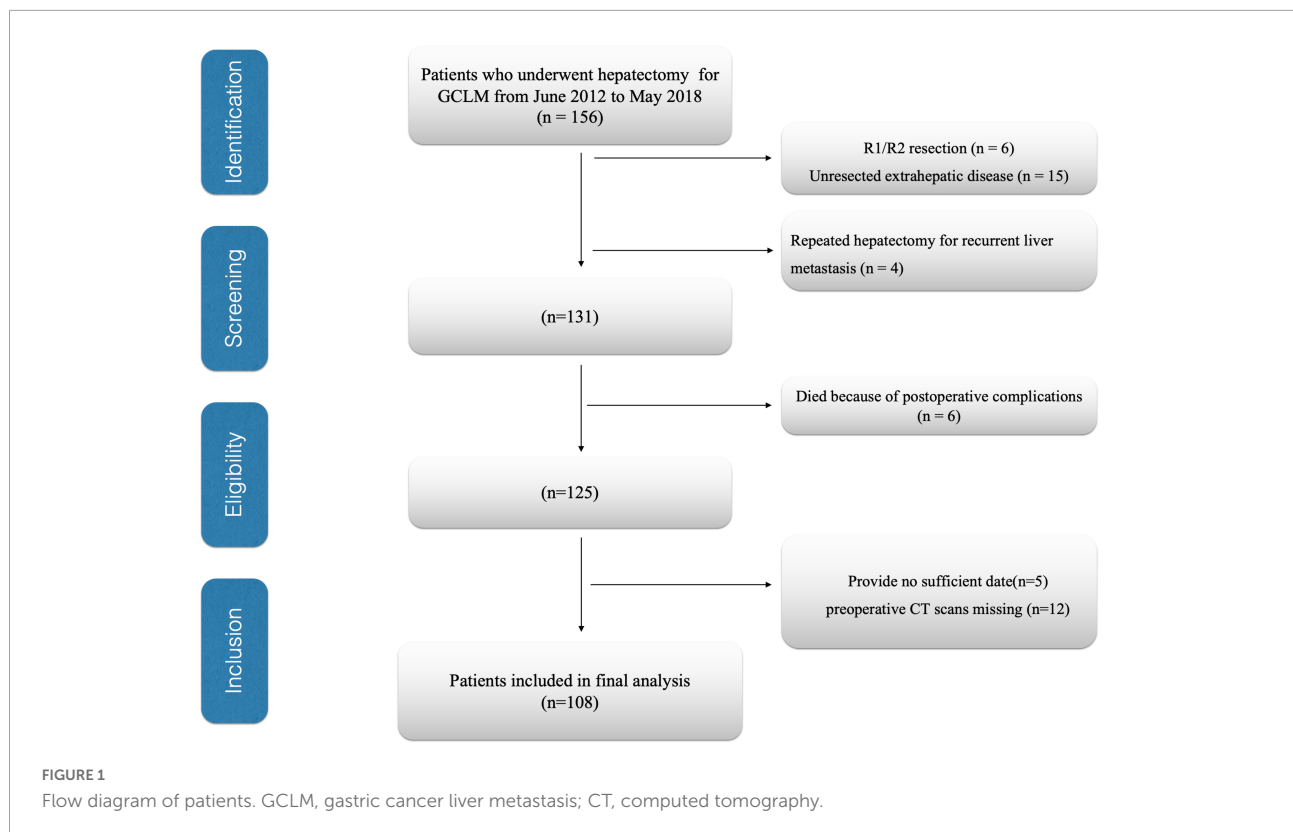 Identification
Patients who underwent hepatectomy for
GCLM from June 2012 to May 2018
(n = 156)
R1/R2 resection (n = 6)
Unresected extrahepatic disease (n = 15)
Screening
Repeated hepatectomy for recurrent liver
metastasis (n = 4)
(n=131)
Eligibility
Died because of postoperative complications
(n = 6)
(n=125)
Inclusion
Provide no sufficient date(n=5)
preoperative CT scans missing (n=12)
Patients included in final analysis
(n=108)
FIGURE 1
Flow diagram of patients. GCLM, gastric cancer liver metastasis; CT, computed tomography.